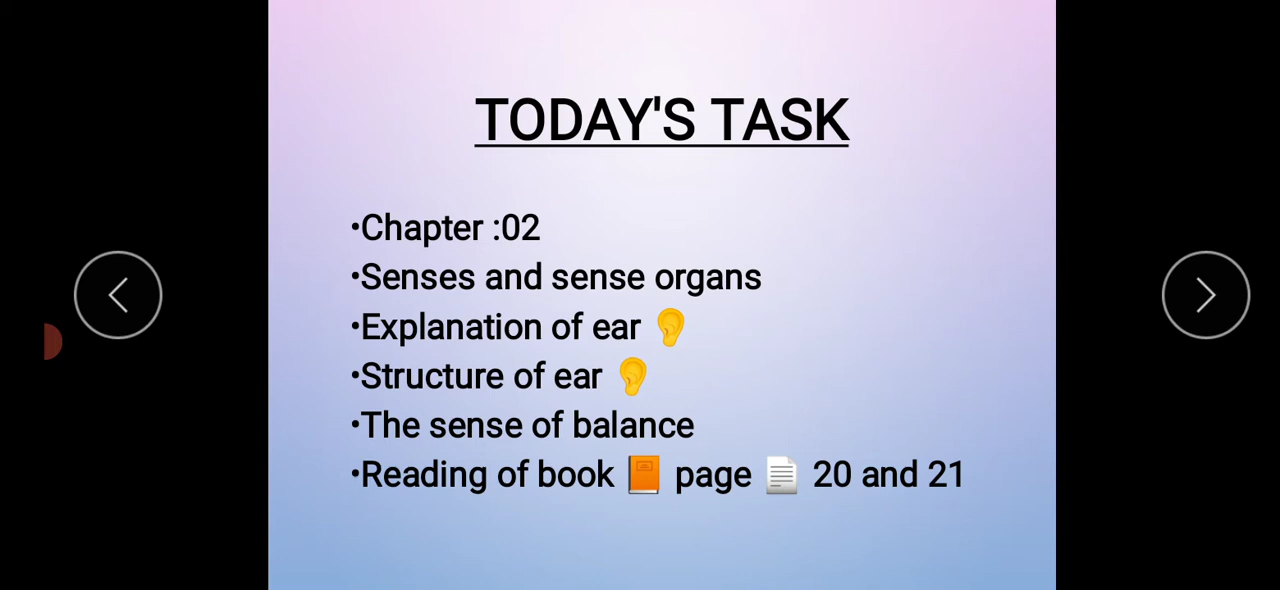 TODAY'S TASK
•Chapter :02
•Senses and sense organs
•Explanation of ear 👂
•Structure of ear 👂
•The sense of balance
•Reading of book 📙 page 📄 20 and 21